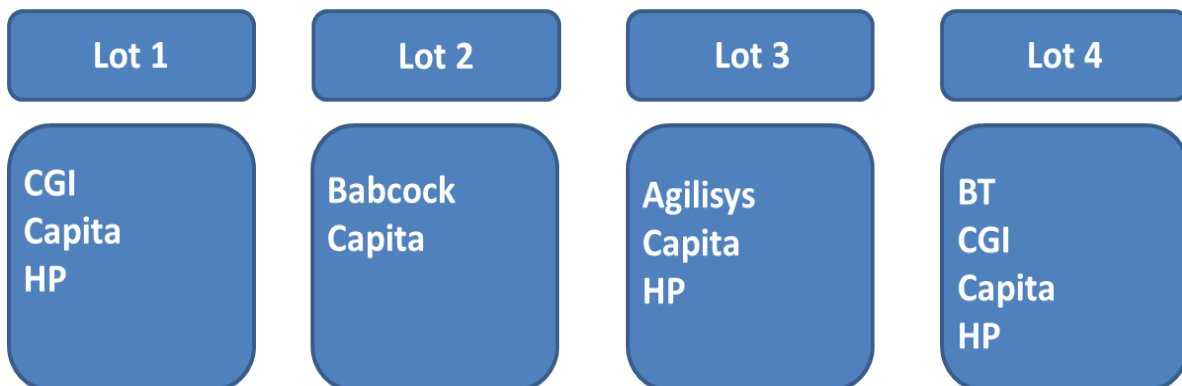 Lot 1
Lot 2
Lot 3
Lot 4
CGI
Capita
HP
Babcock
Capita
Agilisys
Capita
HP
BT
CGI
Capita
HP